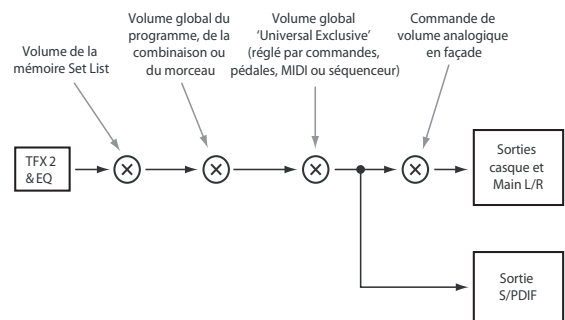 Volume de la
mémoire Set List
Volume global du
programme, de la
combinaison ou
du morceau
Volume global
‘Universal Exclusive’
(réglé par commandes,
pédales, MIDI ou séquenceur)
Commande de
volume analogique
en façade
TFX 2
& EQ
Sorties
casque et
Main L/R
Sortie
S/PDIF